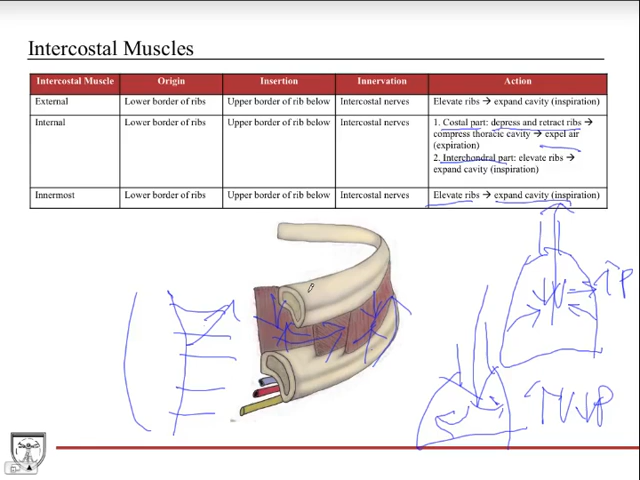 Intercostal Muscles
Intercostal Muscle Origin Insertion Innervation Action
External Lower border of ribs Upper border of rib below Intercostal nerves Elevate ribs → expand cavity (inspiration)
Internal Lower border of ribs Upper border of rib below Intercostal nerves 1. Costal part: depress and retract ribs →
compress thoracic cavity → expel air
(expiration)
2. Interchondral part: elevate ribs →
expand cavity (inspiration)
Innermost Lower border of ribs Upper border of rib below Intercostal nerves Elevate ribs → expand cavity (inspiration)
↓V ↑P
↑V ↓P